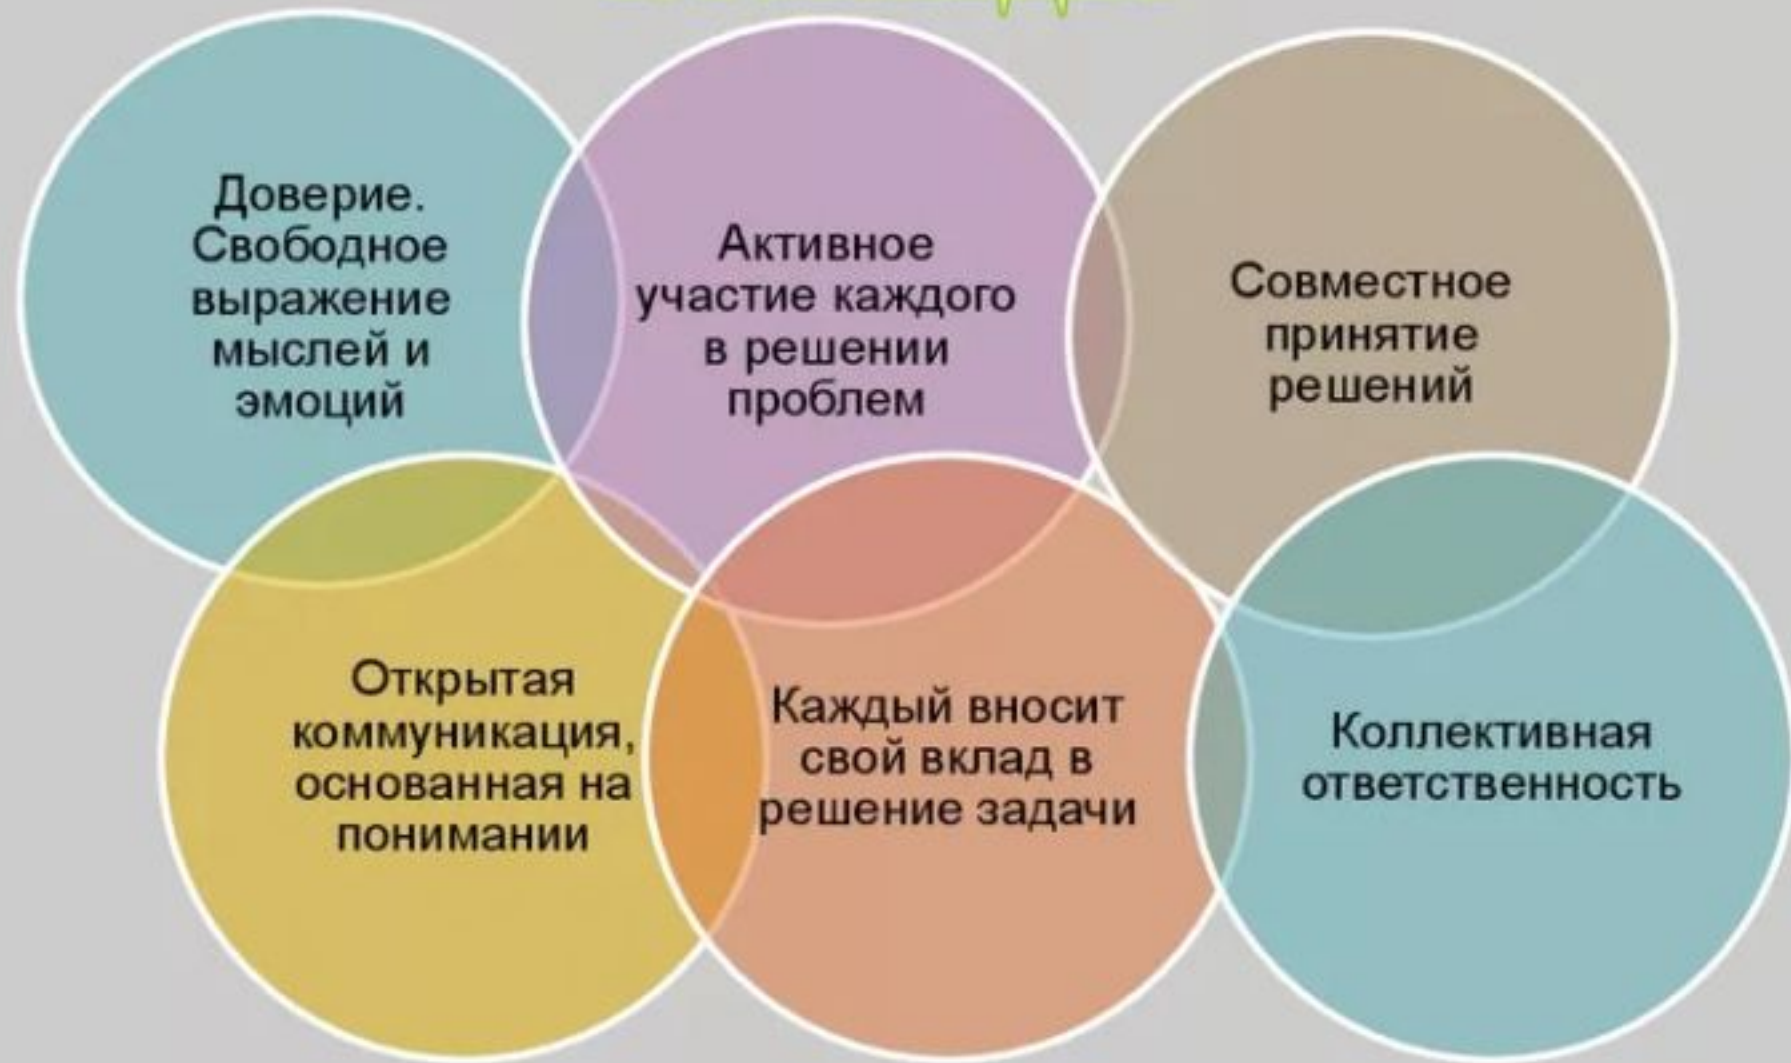 Доверие.
Свободное
выражение
мыслей и
эмоций
Активное
участие каждого
в решении
проблем
Совместное
принятие
решений
Открытая
коммуникация,
основанная на
понимании
Каждый вносит
свой вклад в
решение задачи
Коллективная
ответственность